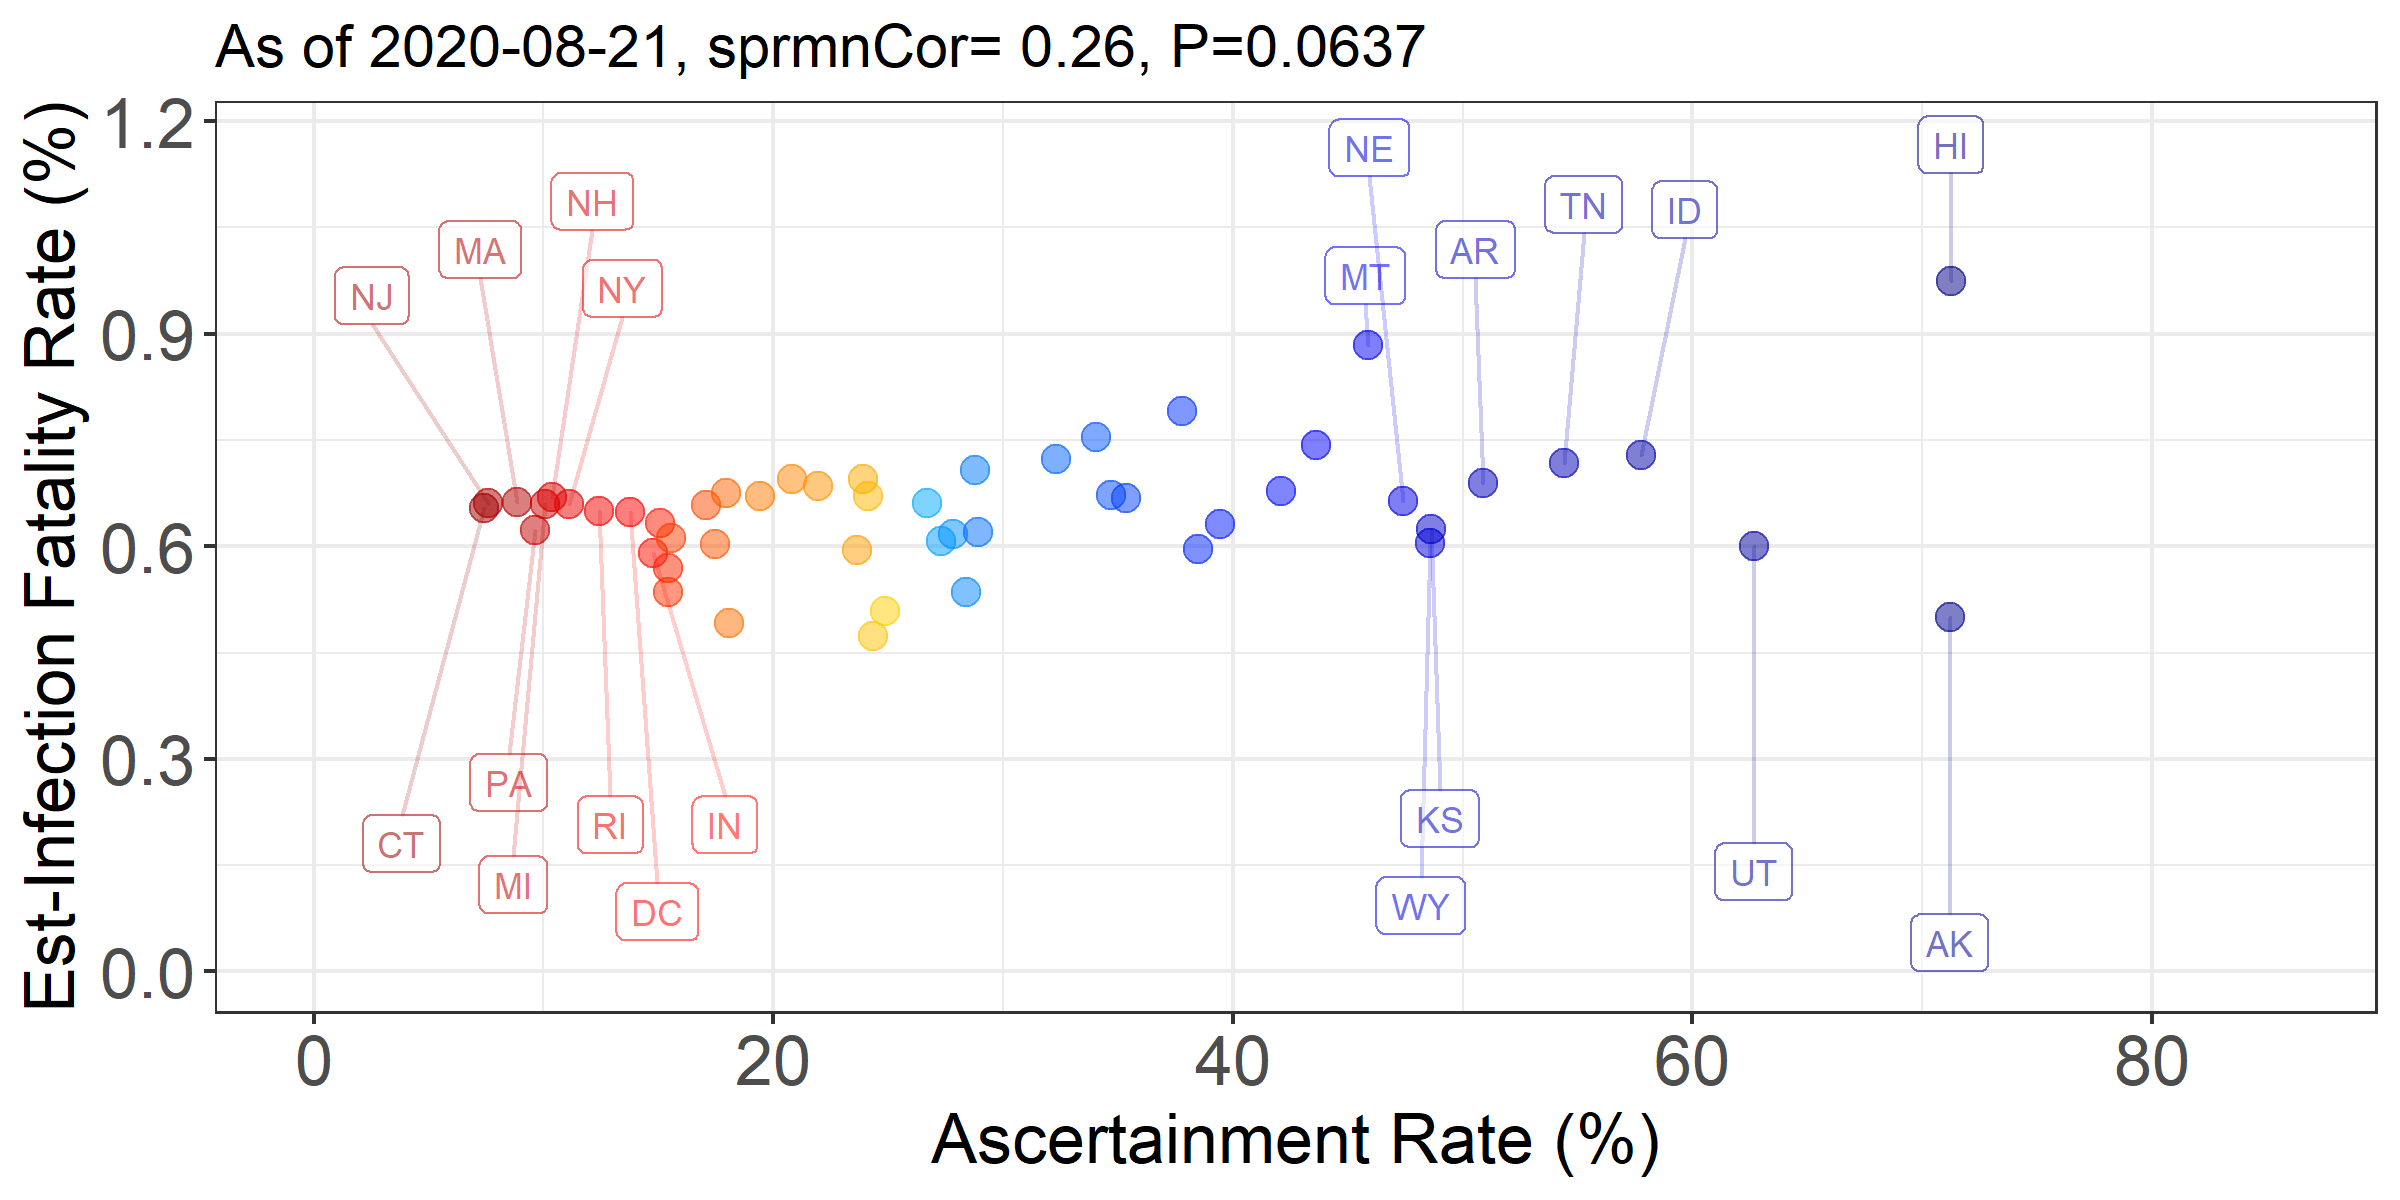 As of 2020-08-21, sprmnCor= 0.26, P=0.0637
Est-Infection Fatality Rate (%)
1.2
0.9
0.6
0.3
0.0
NE
HI
NH
TN
ID
MA
AR
NJ
NY
MT
PA
CT
RI
IN
KS
MI
DC
WY
UT
AK
0 20 40 60 80
Ascertainment Rate (%)